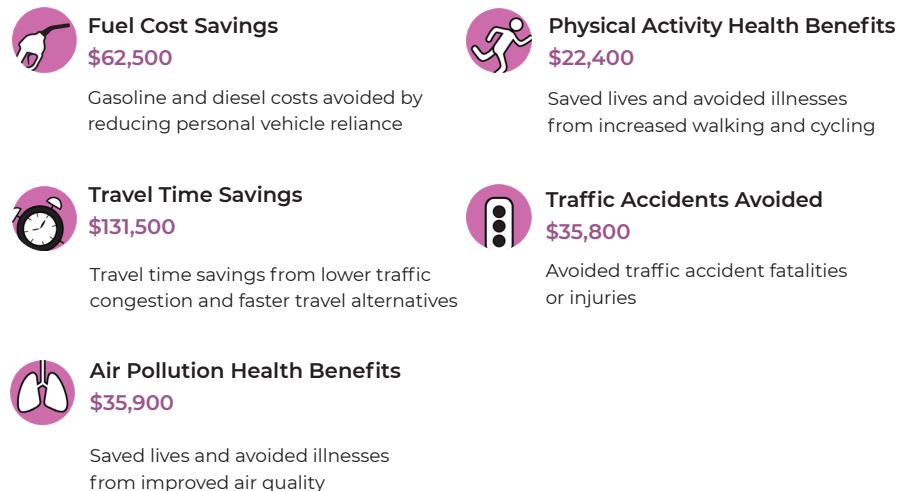 Fuel Cost Savings
$62,500
Gasoline and diesel costs avoided by
reducing personal vehicle reliance
Physical Activity Health Benefits
$22,400
Saved lives and avoided illnesses
from increased walking and cycling
Travel Time Savings
$131,500
Travel time savings from lower traffic
congestion and faster travel alternatives
Traffic Accidents Avoided
$35,800
Avoided traffic accident fatalities
or injuries
Air Pollution Health Benefits
$35,900
Saved lives and avoided illnesses
from improved air quality